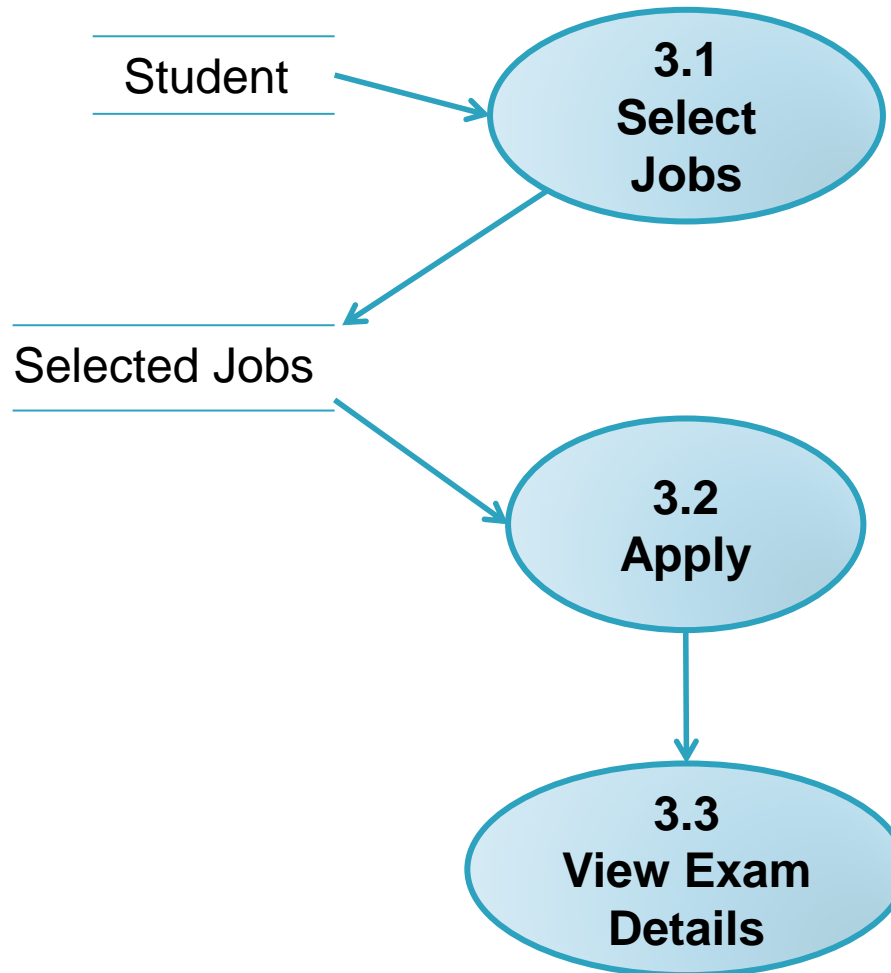 Student
3.1
Select
Jobs
Selected Jobs
3.2
Apply
3.3
View Exam
Details